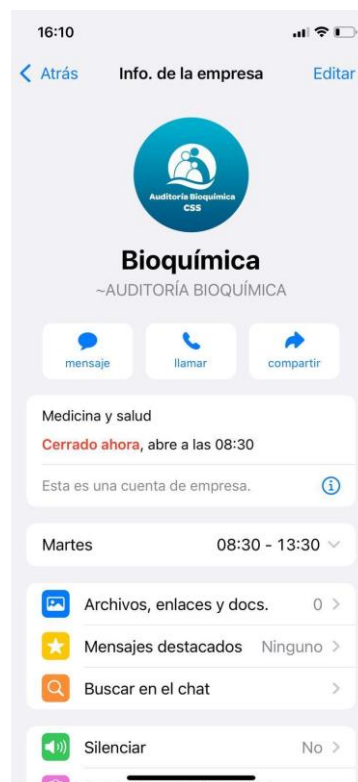 16:10
Atrás Info. de la empresa Editar
Auditoría Bioquímica
CSS
Bioquímica
~AUDITORÍA BIOQUÍMICA
mensaje llamar compartir
Medicina y salud
Cerrado ahora, abre a las 08:30
Esta es una cuenta de empresa.
Martes 08:30 - 13:30
Archivos, enlaces y docs. 0
Mensajes destacados Ninguno
Buscar en el chat
Silenciar No